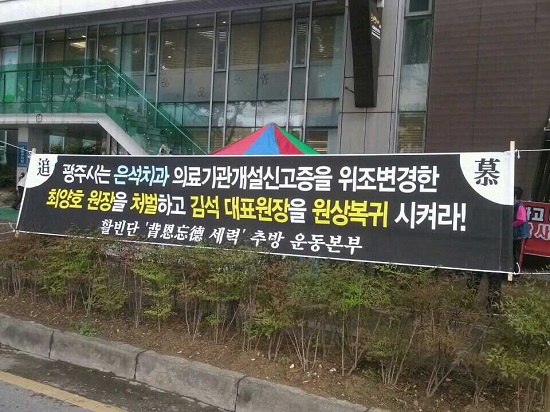 追 慕
광주시는 은석치과 의료기관개설신고증을 위조변경한
최양호 원장을 처벌하고 김석 대표원장을 원상복귀 시켜라!
활빈단 '背恩忘德 세력' 추방 운동본부